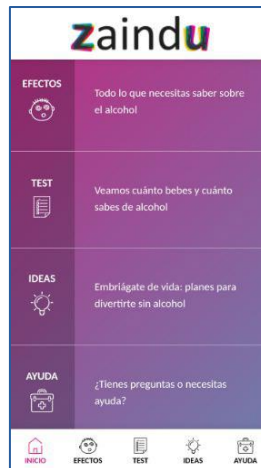 zaindu
EFECTOS
Todo lo que necesitas saber sobre
el alcohol
TEST
Veamos cuánto bebes y cuánto
sabes de alcohol
IDEAS
Embriágate de vida: planes para
divertirte sin alcohol
AYUDA
¿Tienes preguntas o necesitas
ayuda?
INICIO EFECTOS TEST IDEAS AYUDA